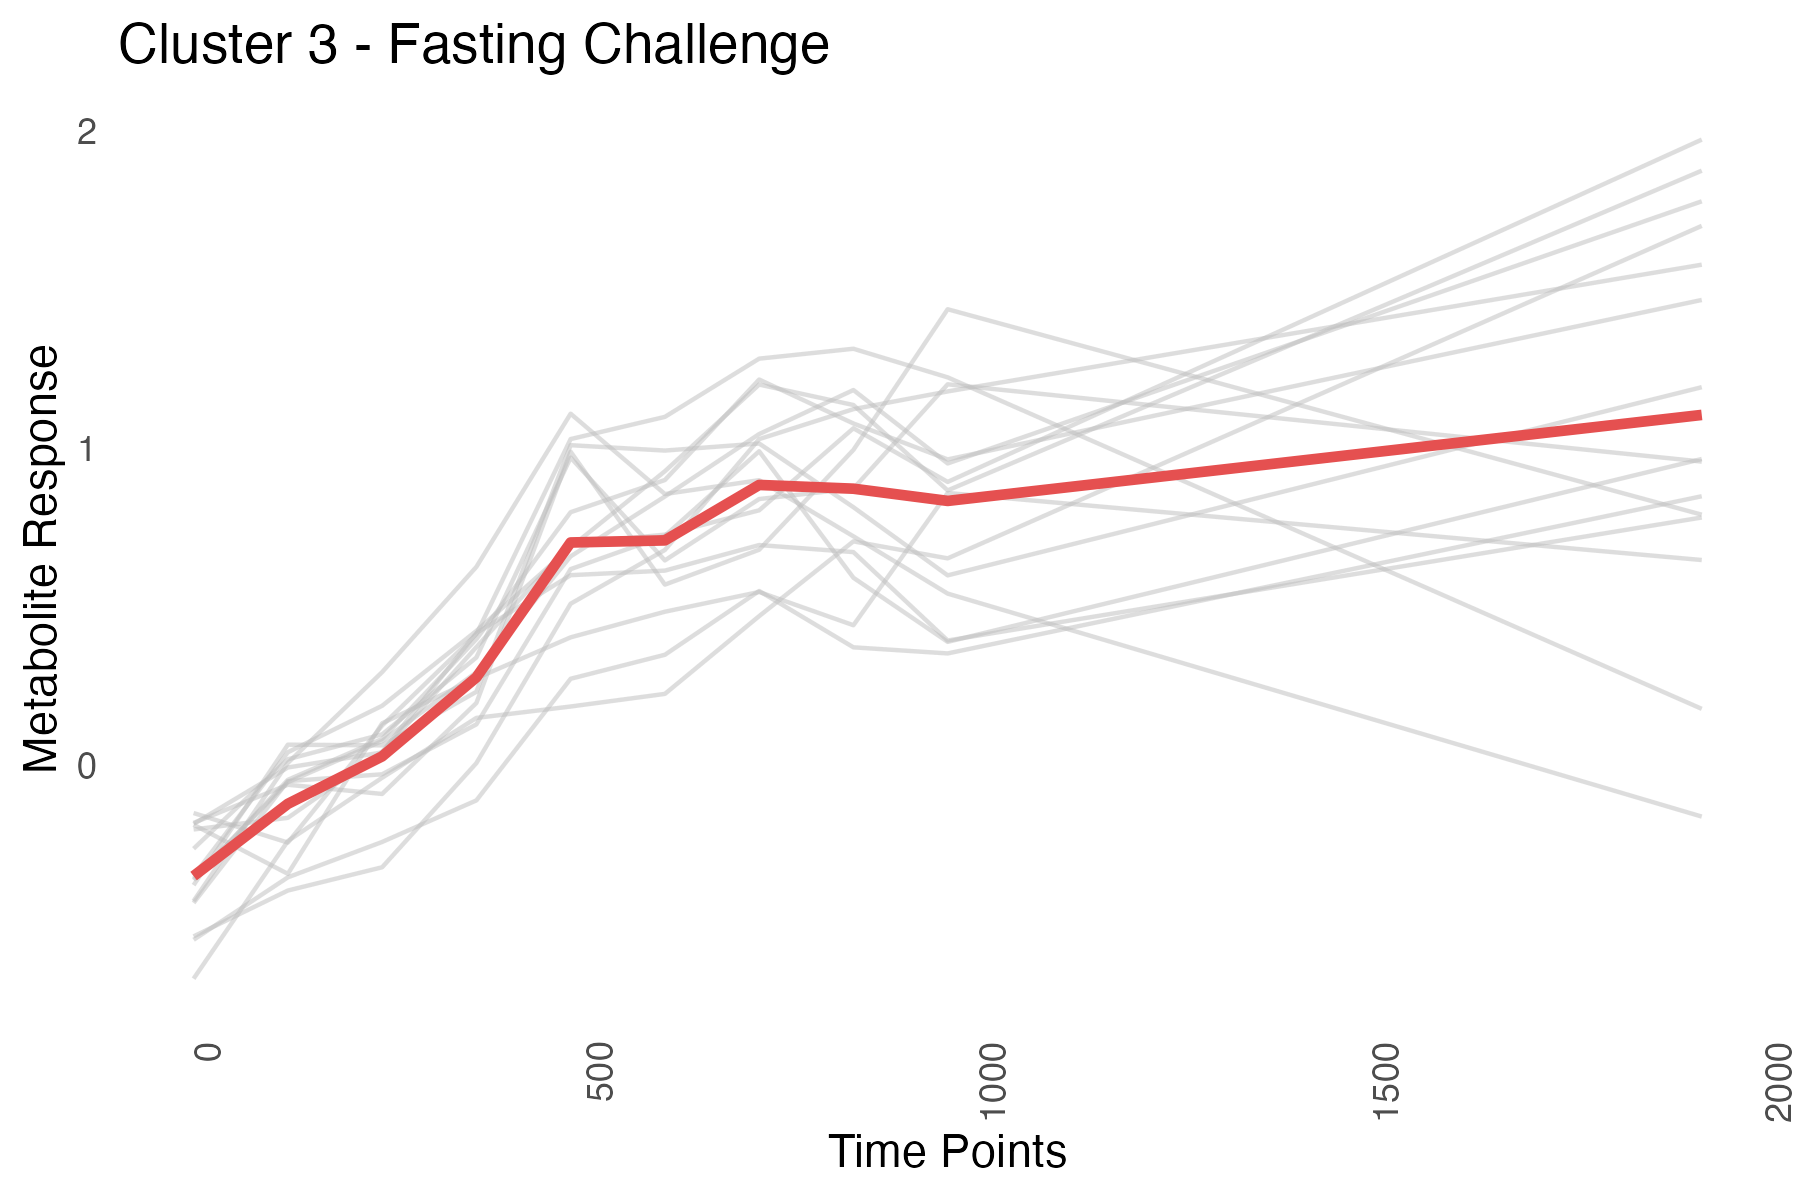 Cluster 3 - Fasting Challenge
2
1
0
Metabolite Response
0
500
1000
1500
2000
Time Points